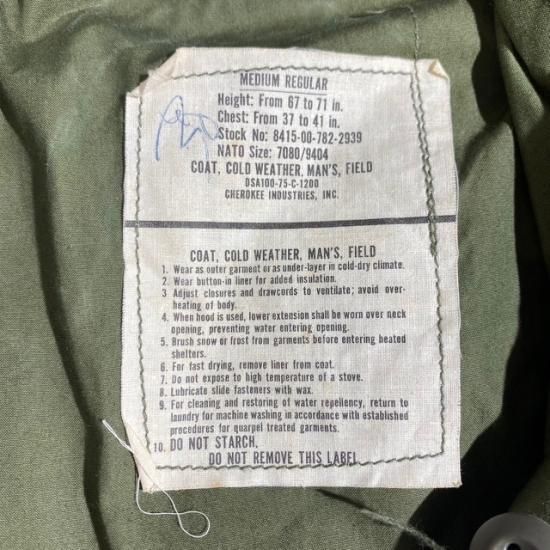 MEDIUM REGULAR
Height: From 67 to 71 in.
Chest: From 37 to 41 in.
Stock No: 8415-00-782-2939
NATO Size: 7080/9404
COAT, COLD WEATHER, MAN'S, FIELD
DSA100-75-C-1200
CHEROKEE INDUSTRIES, INC.
COAT, COLD WEATHER, MAN'S, FIELD
1. Wear as outer garment or as under-layer in cold-dry climate.
2. Wear button-in liner for added insulation.
3 Adjust closures and drawcords to ventilate; avoid over-
heating of body.
4. When hood is used, lower extension shall be worn over neck
opening, preventing water entering opening.
5. Brush snow or frost from garments before entering heated
shelters.
6. For fast drying, remove liner from coat.
7. Do not expose to high temperature of a stove.
8. Lubricate slide fasteners with wax.
9. For cleaning and restoring of water repellency, return to
laundry for machine washing in accordance with established
procedures for quarpel treated garments.
10. DO NOT STARCH.
DO NOT REMOVE THIS LABEL